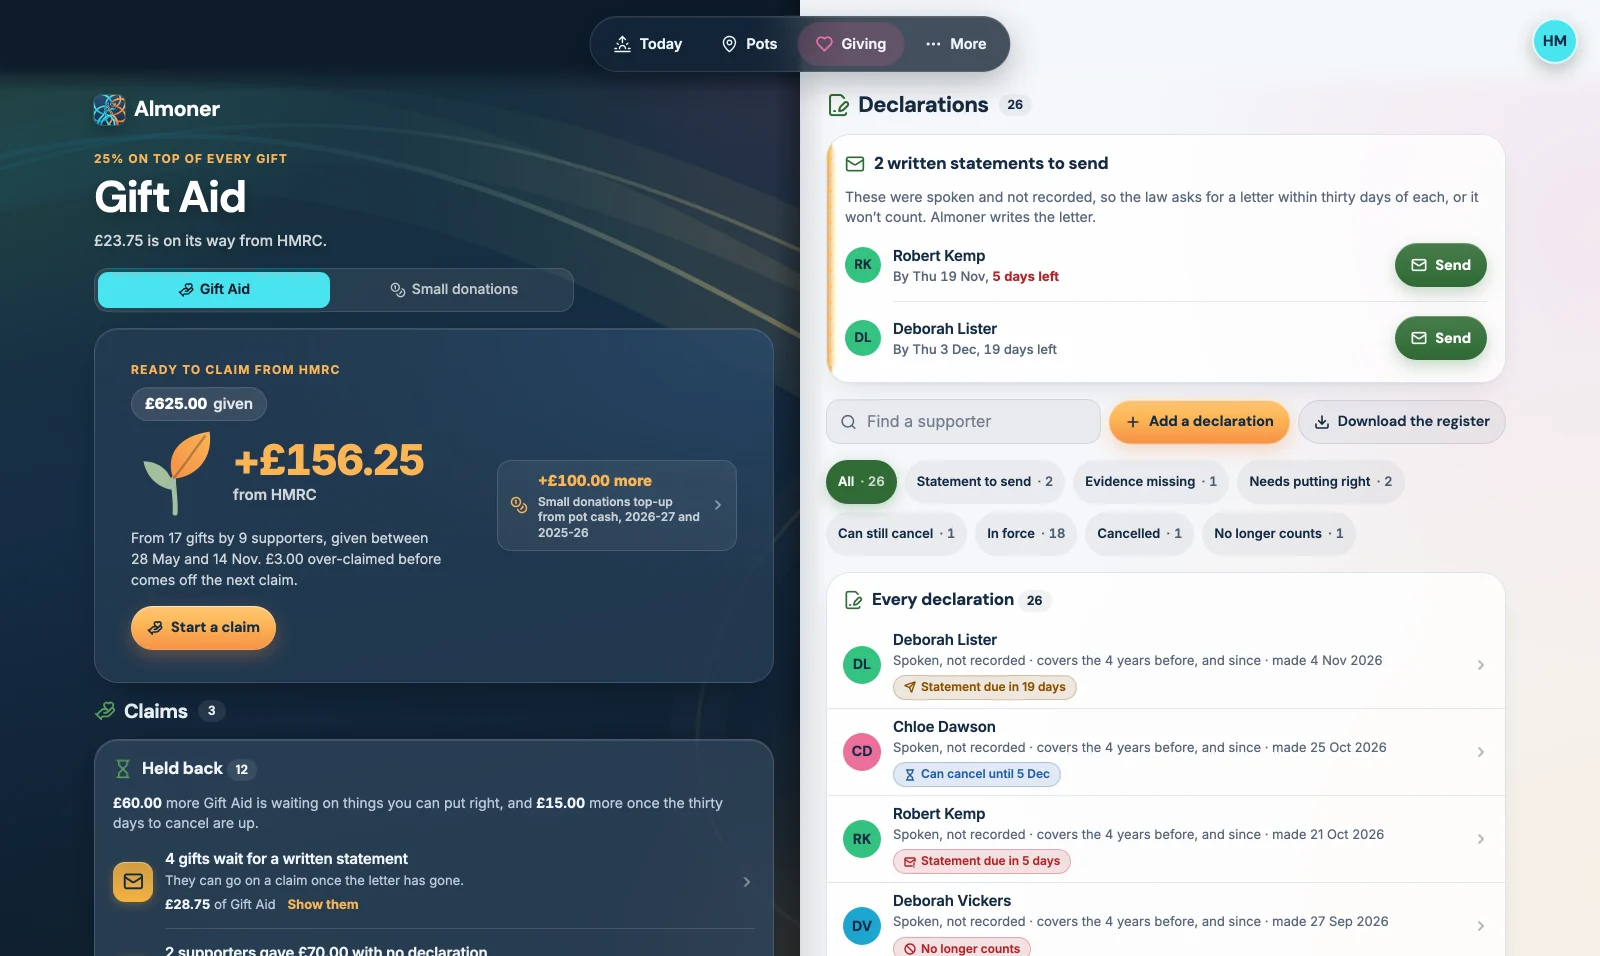 Today
Pots
Giving
More
HM
Almoner
25% ON TOP OF EVERY GIFT
Gift Aid
£23.75 is on its way from HMRC.
Gift Aid
Small donations
READY TO CLAIM FROM HMRC
£625.00 given
+£156.25
from HMRC
+£100.00 more
Small donations top-up
from pot cash, 2026-27 and
2025-26
From 17 gifts by 9 supporters, given between
28 May and 14 Nov. £3.00 over-claimed before
comes off the next claim.
Start a claim
Claims 3
Held back 12
£60.00 more Gift Aid is waiting on things you can put right, and £15.00 more once the thirty
days to cancel are up.
4 gifts wait for a written statement
They can go on a claim once the letter has gone.
£28.75 of Gift Aid Show them
2 supporters gave £70.00 with no declaration
Declarations 26
2 written statements to send
These were spoken and not recorded, so the law asks for a letter within thirty days of each, or it
won’t count. Almoner writes the letter.
RK
Robert Kemp
By Thu 19 Nov, 5 days left
Send
DL
Deborah Lister
By Thu 3 Dec, 19 days left
Send
Find a supporter
Add a declaration
Download the register
All · 26
Statement to send · 2
Evidence missing · 1
Needs putting right · 2
Can still cancel · 1
In force · 18
Cancelled · 1
No longer counts · 1
Every declaration 26
DL
Deborah Lister
Spoken, not recorded · covers the 4 years before, and since · made 4 Nov 2026
Statement due in 19 days
CD
Chloe Dawson
Spoken, not recorded · covers the 4 years before, and since · made 25 Oct 2026
Can cancel until 5 Dec
RK
Robert Kemp
Spoken, not recorded · covers the 4 years before, and since · made 21 Oct 2026
Statement due in 5 days
DV
Deborah Vickers
Spoken, not recorded · covers the 4 years before, and since · made 27 Sep 2026
No longer counts